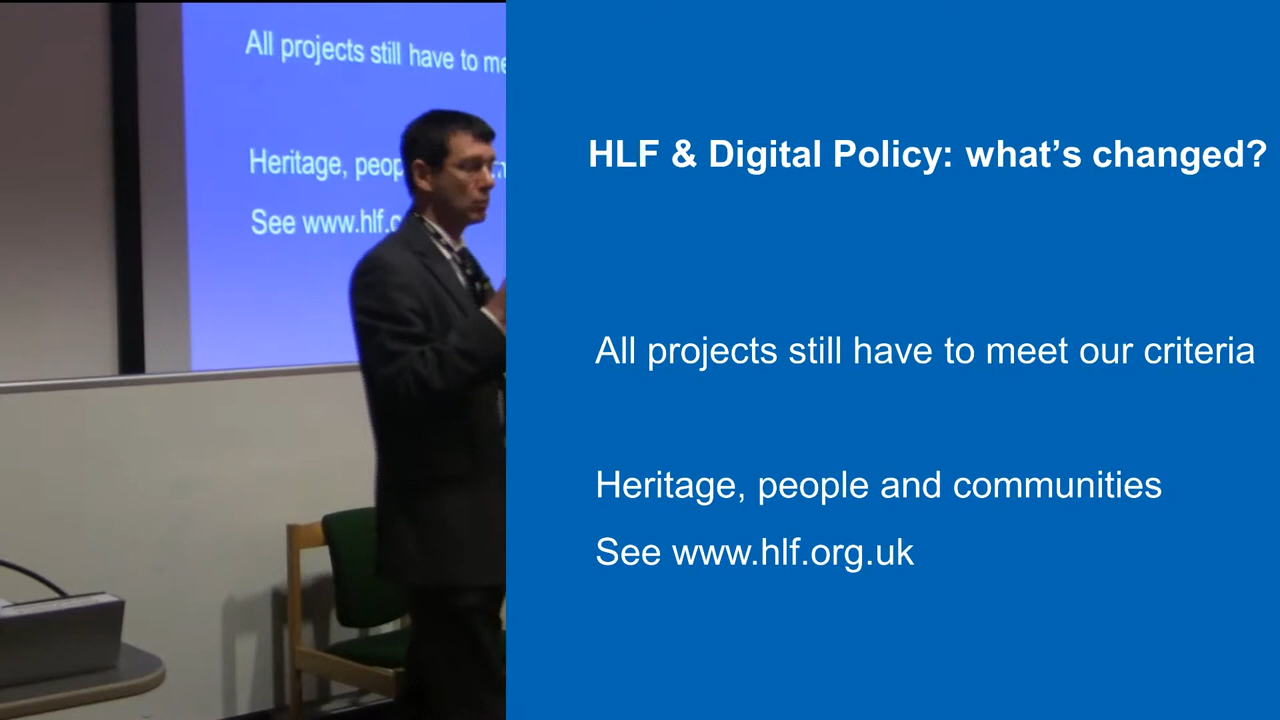 All projects still have to me
Heritage, peop
See www.hlf.o
HLF & Digital Policy: what’s changed?
All projects still have to meet our criteria
Heritage, people and communities
See www.hlf.org.uk